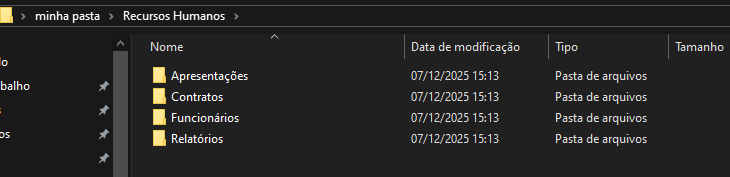 minha pasta > Recursos Humanos >
Nome Data de modificação Tipo Tamanho
Apresentações 07/12/2025 15:13 Pasta de arquivos
Contratos 07/12/2025 15:13 Pasta de arquivos
Funcionários 07/12/2025 15:13 Pasta de arquivos
Relatórios 07/12/2025 15:13 Pasta de arquivos